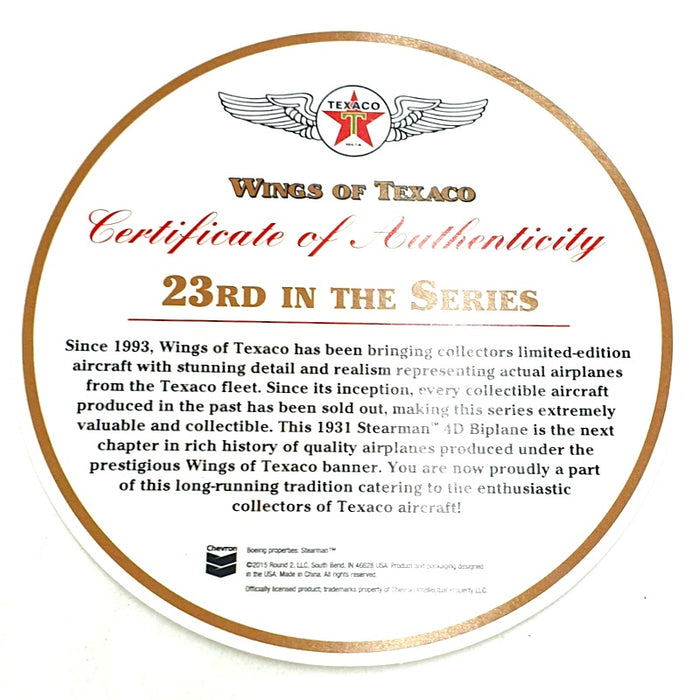 TEXACO
T
WINGS OF TEXACO
Certificate of Authenticity
23RD IN THE SERIES
Since 1993, Wings of Texaco has been bringing collectors limited-edition
aircraft with stunning detail and realism representing actual airplanes
from the Texaco fleet. Since its inception, every collectible aircraft
produced in the past has been sold out, making this series extremely
valuable and collectible. This 1931 Stearman™ 4D Biplane is the next
chapter in rich history of quality airplanes produced under the
prestigious Wings of Texaco banner. You are now proudly a part
of this long-running tradition catering to the enthusiastic
collectors of Texaco aircraft!
Chevron
Boeing properties: Stearman™
©2015 Round 2, LLC, South Bend, IN 46628 USA. Product and packaging designed
in the USA. Made in China. All rights reserved.
Officially licensed product, trademarks property of Chevron Intellectual Property LLC.